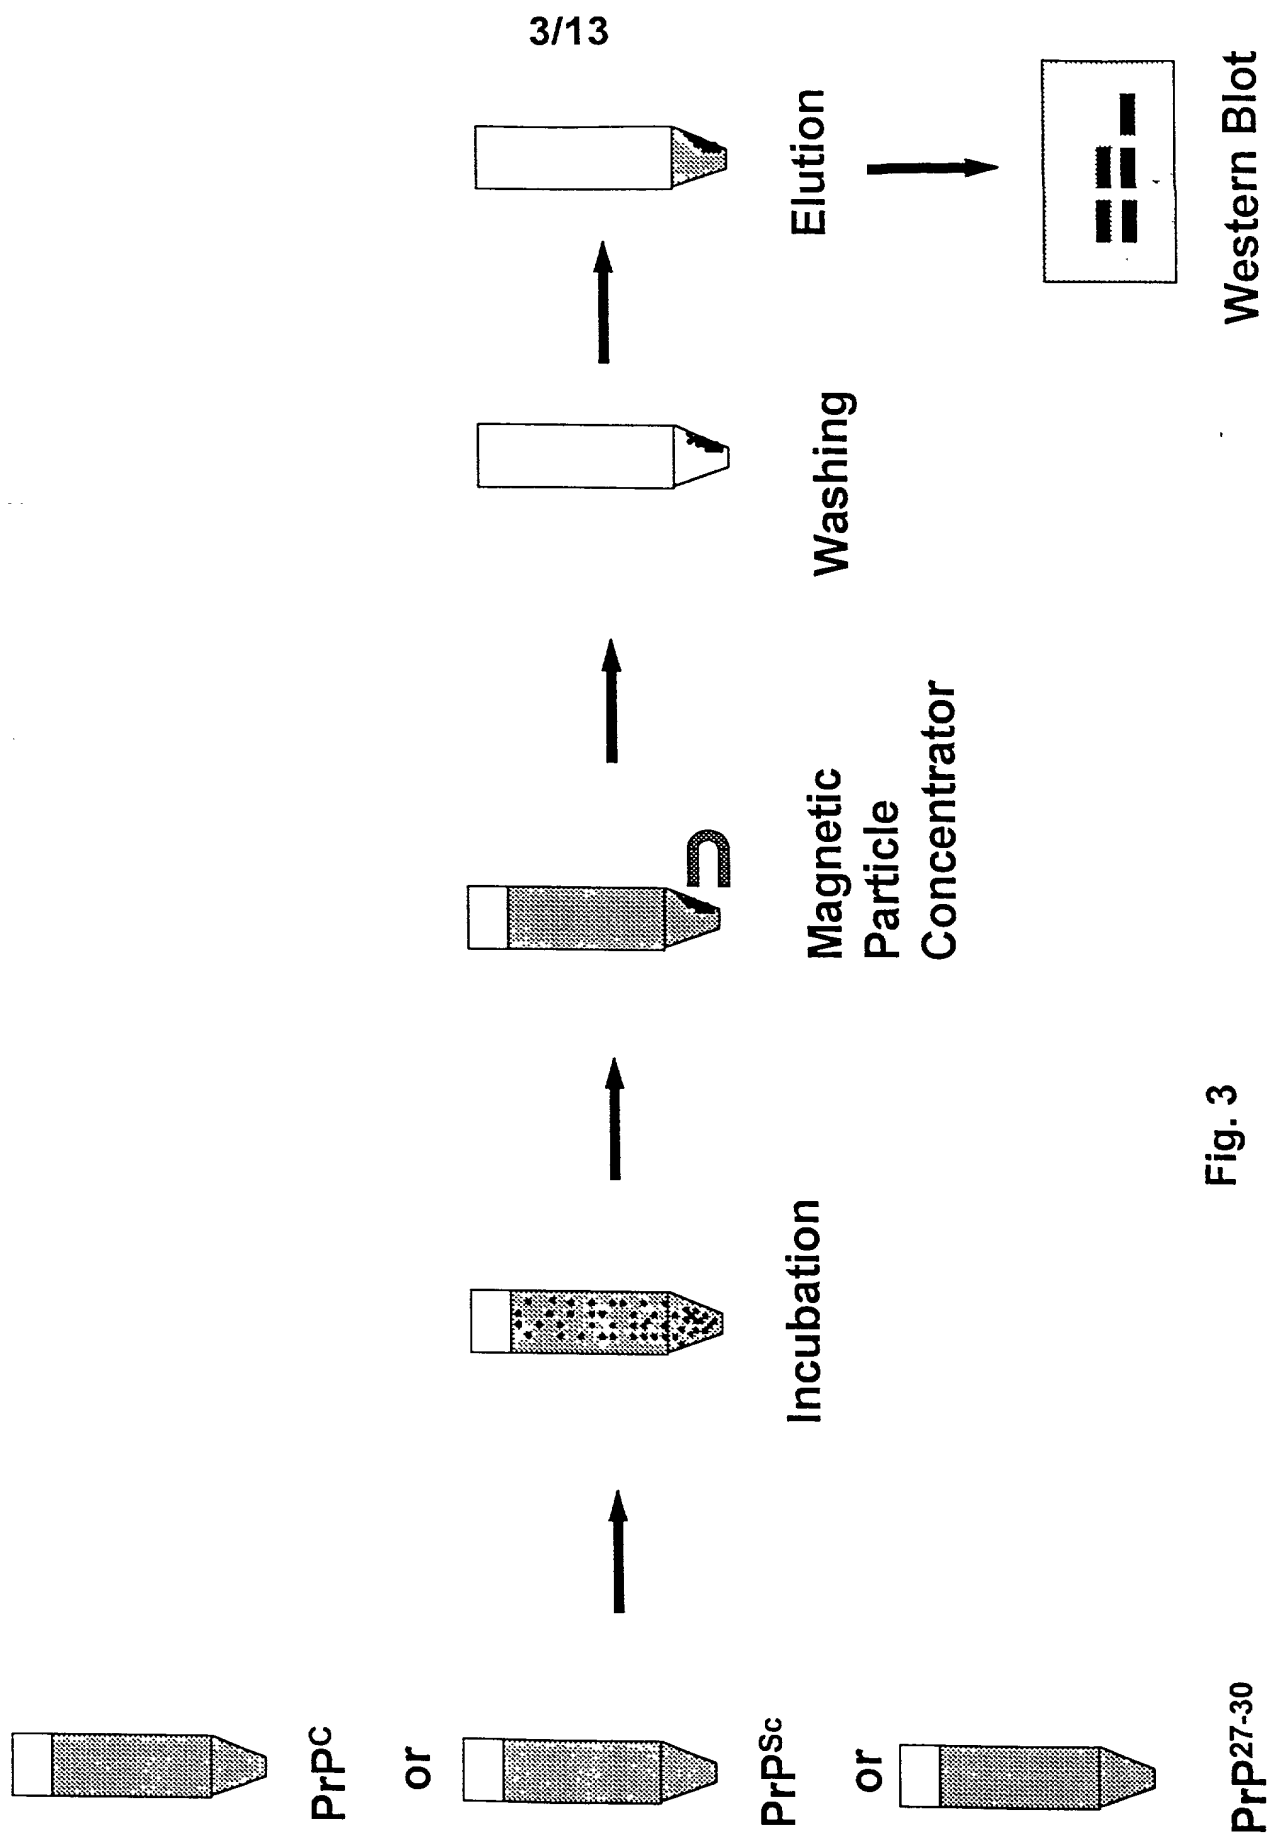 3/13
PrP^C
or
PrP^Sc
or
PrP^27-30
Incubation
Magnetic
Particle
Concentrator
Washing
Elution
Western Blot
Fig. 3